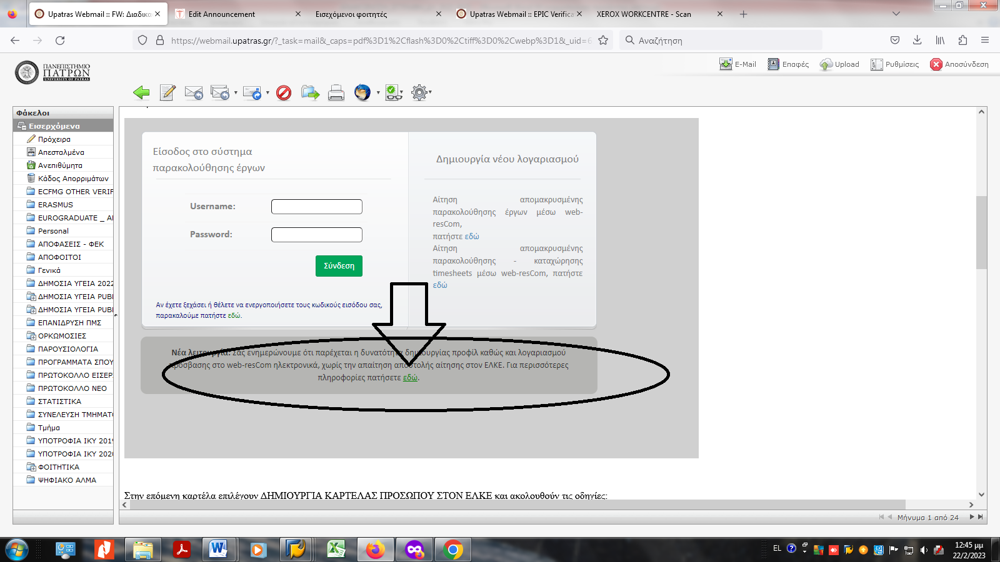 Upatras Webmail :: FW: Διαδικα
Edit Announcement
Εισεχόμενοι φοιτητές
Upatras Webmail :: EPIC Verifica
XEROX WORKCENTRE - Scan
https://webmail.upatras.gr/?_task=mail&_caps=pdf%3D1%2Cflash%3D0%2Ctiff%3D0%2Cwebp%3D1&_uid=6
Αναζήτηση
ΠΑΝΕΠΙΣΤΗΜΙΟ
ΠΑΤΡΩΝ
UNIVERSITY OF PATRAS
E-Mail
Επαφές
Upload
Ρυθμίσεις
Αποσύνδεση
Φάκελοι
Εισερχόμενα
Πρόχειρα
Απεσταλμένα
Ανεπιθύμητα
Κάδος Απορριμάτων
ECFMG OTHER VERIF
ERASMUS
EUROGRADUATE _ AI
Personal
ΑΠΟΦΑΣΕΙΣ - ΦΕΚ
ΑΠΟΦΟΙΤΟΙ
Γενικά
ΔΗΜΟΣΙΑ ΥΓΕΙΑ 2022
ΔΗΜΟΣΙΑ ΥΓΕΙΑ PUBI
ΔΗΜΟΣΙΑ ΥΓΕΙΑ PUBI
ΕΠΑΝΙΔΡΥΣΗ ΠΜΣ
ΟΡΚΩΜΟΣΙΕΣ
ΠΑΡΟΥΣΙΟΛΟΓΙΑ
ΠΡΟΓΡΑΜΜΑΤΑ ΣΠΟΥ
ΠΡΩΤΟΚΟΛΛΟ ΕΙΣΕΡ
ΠΡΩΤΟΚΟΛΛΟ ΝΕΟ
ΣΤΑΤΙΣΤΙΚΑ
ΣΥΝΕΛΕΥΣΗ ΤΜΗΜΑΤΟ
Τμήμα
ΥΠΟΤΡΟΦΙΑ ΙΚΥ 2019
ΥΠΟΤΡΟΦΙΑ ΙΚΥ 2020
ΦΟΙΤΗΤΙΚΑ
ΨΗΦΙΑΚΟ ΑΛΜΑ
Είσοδος στο σύστημα
παρακολούθησης έργων
Username:
Password:
Σύνδεση
Αν έχετε ξεχάσει ή θέλετε να ενεργοποιήσετε τους κωδικούς εισόδου σας,
παρακαλούμε πατήστε εδώ.
Δημιουργία νέου λογαριασμού
Αίτηση απομακρυσμένης
παρακολούθησης έργων μέσω web-
resCom,
πατήστε εδώ
Αίτηση απομακρυσμένης
παρακολούθησης - καταχώρησης
timesheets μέσω web-resCom, πατήστε
εδώ
Νέα λειτουργία: Σας ενημερώνουμε ότι παρέχεται η δυνατότητα δημιουργίας προφίλ καθώς και λογαριασμού
πρόσβασης στο web-resCom ηλεκτρονικά, χωρίς την απαίτηση αποστολής αίτησης στον ΕΛΚΕ. Για περισσότερες
πληροφορίες πατήσετε εδώ.
Στην επόμενη καρτέλα επιλέγουν ΔΗΜΙΟΥΡΓΙΑ ΚΑΡΤΕΛΑΣ ΠΡΟΣΩΠΟΥ ΣΤΟΝ ΕΛΚΕ και ακολουθούν τις οδηγίες:
Μήνυμα 1 από 24
EL
12:45 μμ
22/2/2023